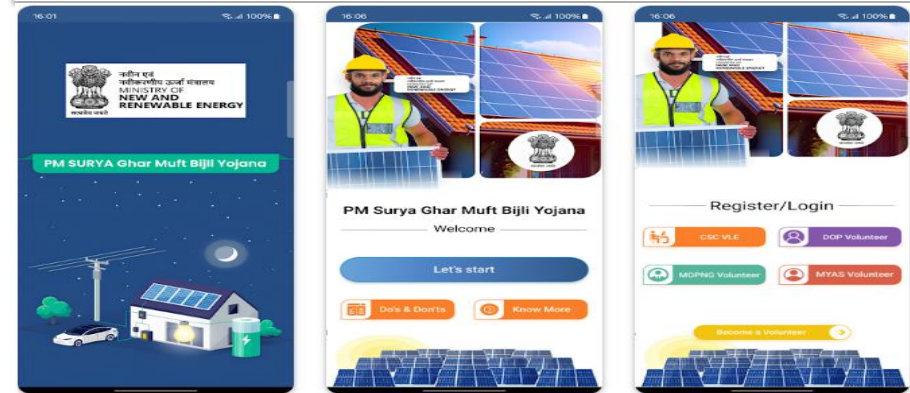 16:01
100%
नवीन एवं
नवीकरणीय ऊर्जा मंत्रालय
MINISTRY OF
NEW AND
RENEWABLE ENERGY
सत्यमेव जयते
PM SURYA Ghar Muft Bijli Yojana
16:06
100%
PM Surya Ghar Muft Bijli Yojana
Welcome
Let's start
Do's & Don'ts
Know More
16:06
100%
Register/Login
CSC VLE
DOP Volunteer
MOPNG Volunteer
MYAS Volunteer
Become a Volunteer